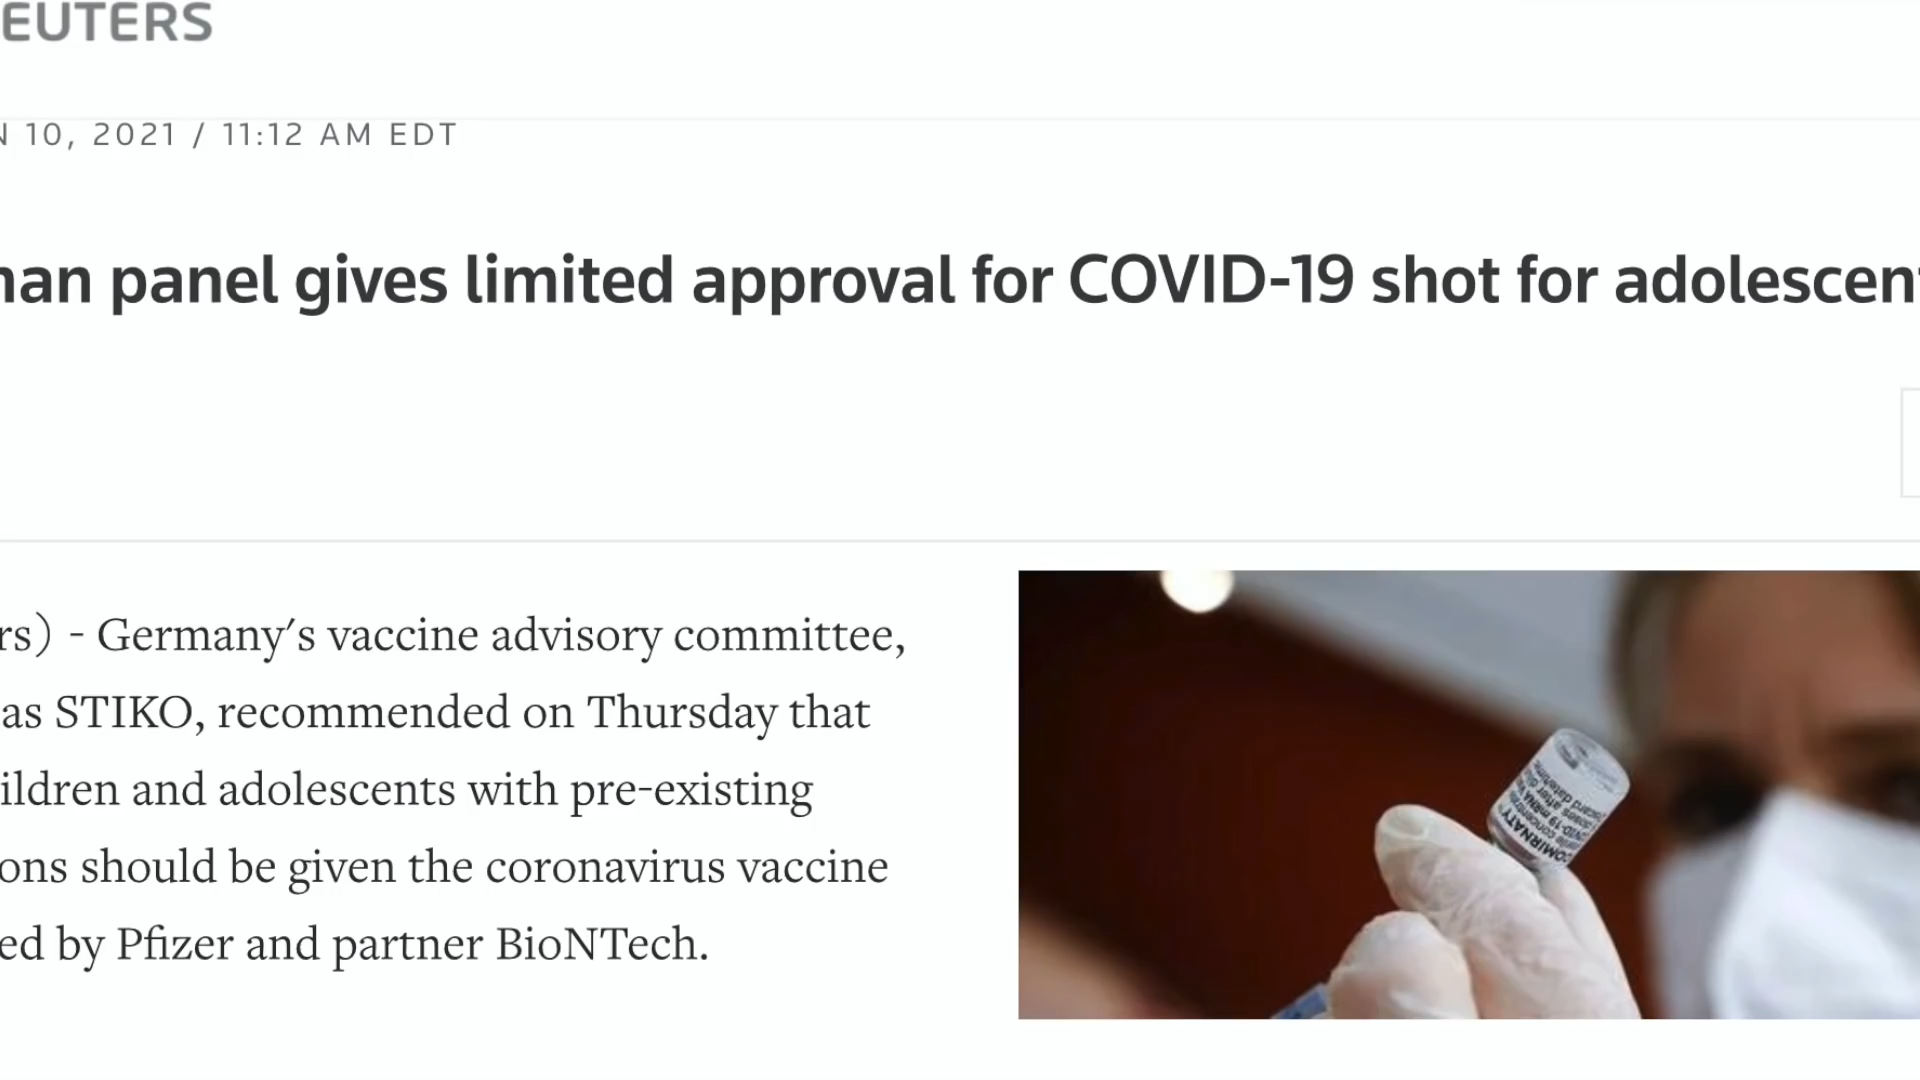 EUTERS
N 10, 2021 / 11:12 AM EDT
man panel gives limited approval for COVID-19 shot for adolescent
rs) - Germany's vaccine advisory committee,
as STIKO, recommended on Thursday that
ildren and adolescents with pre-existing
ons should be given the coronavirus vaccine
ed by Pfizer and partner BioNTech.
COMIRNATY